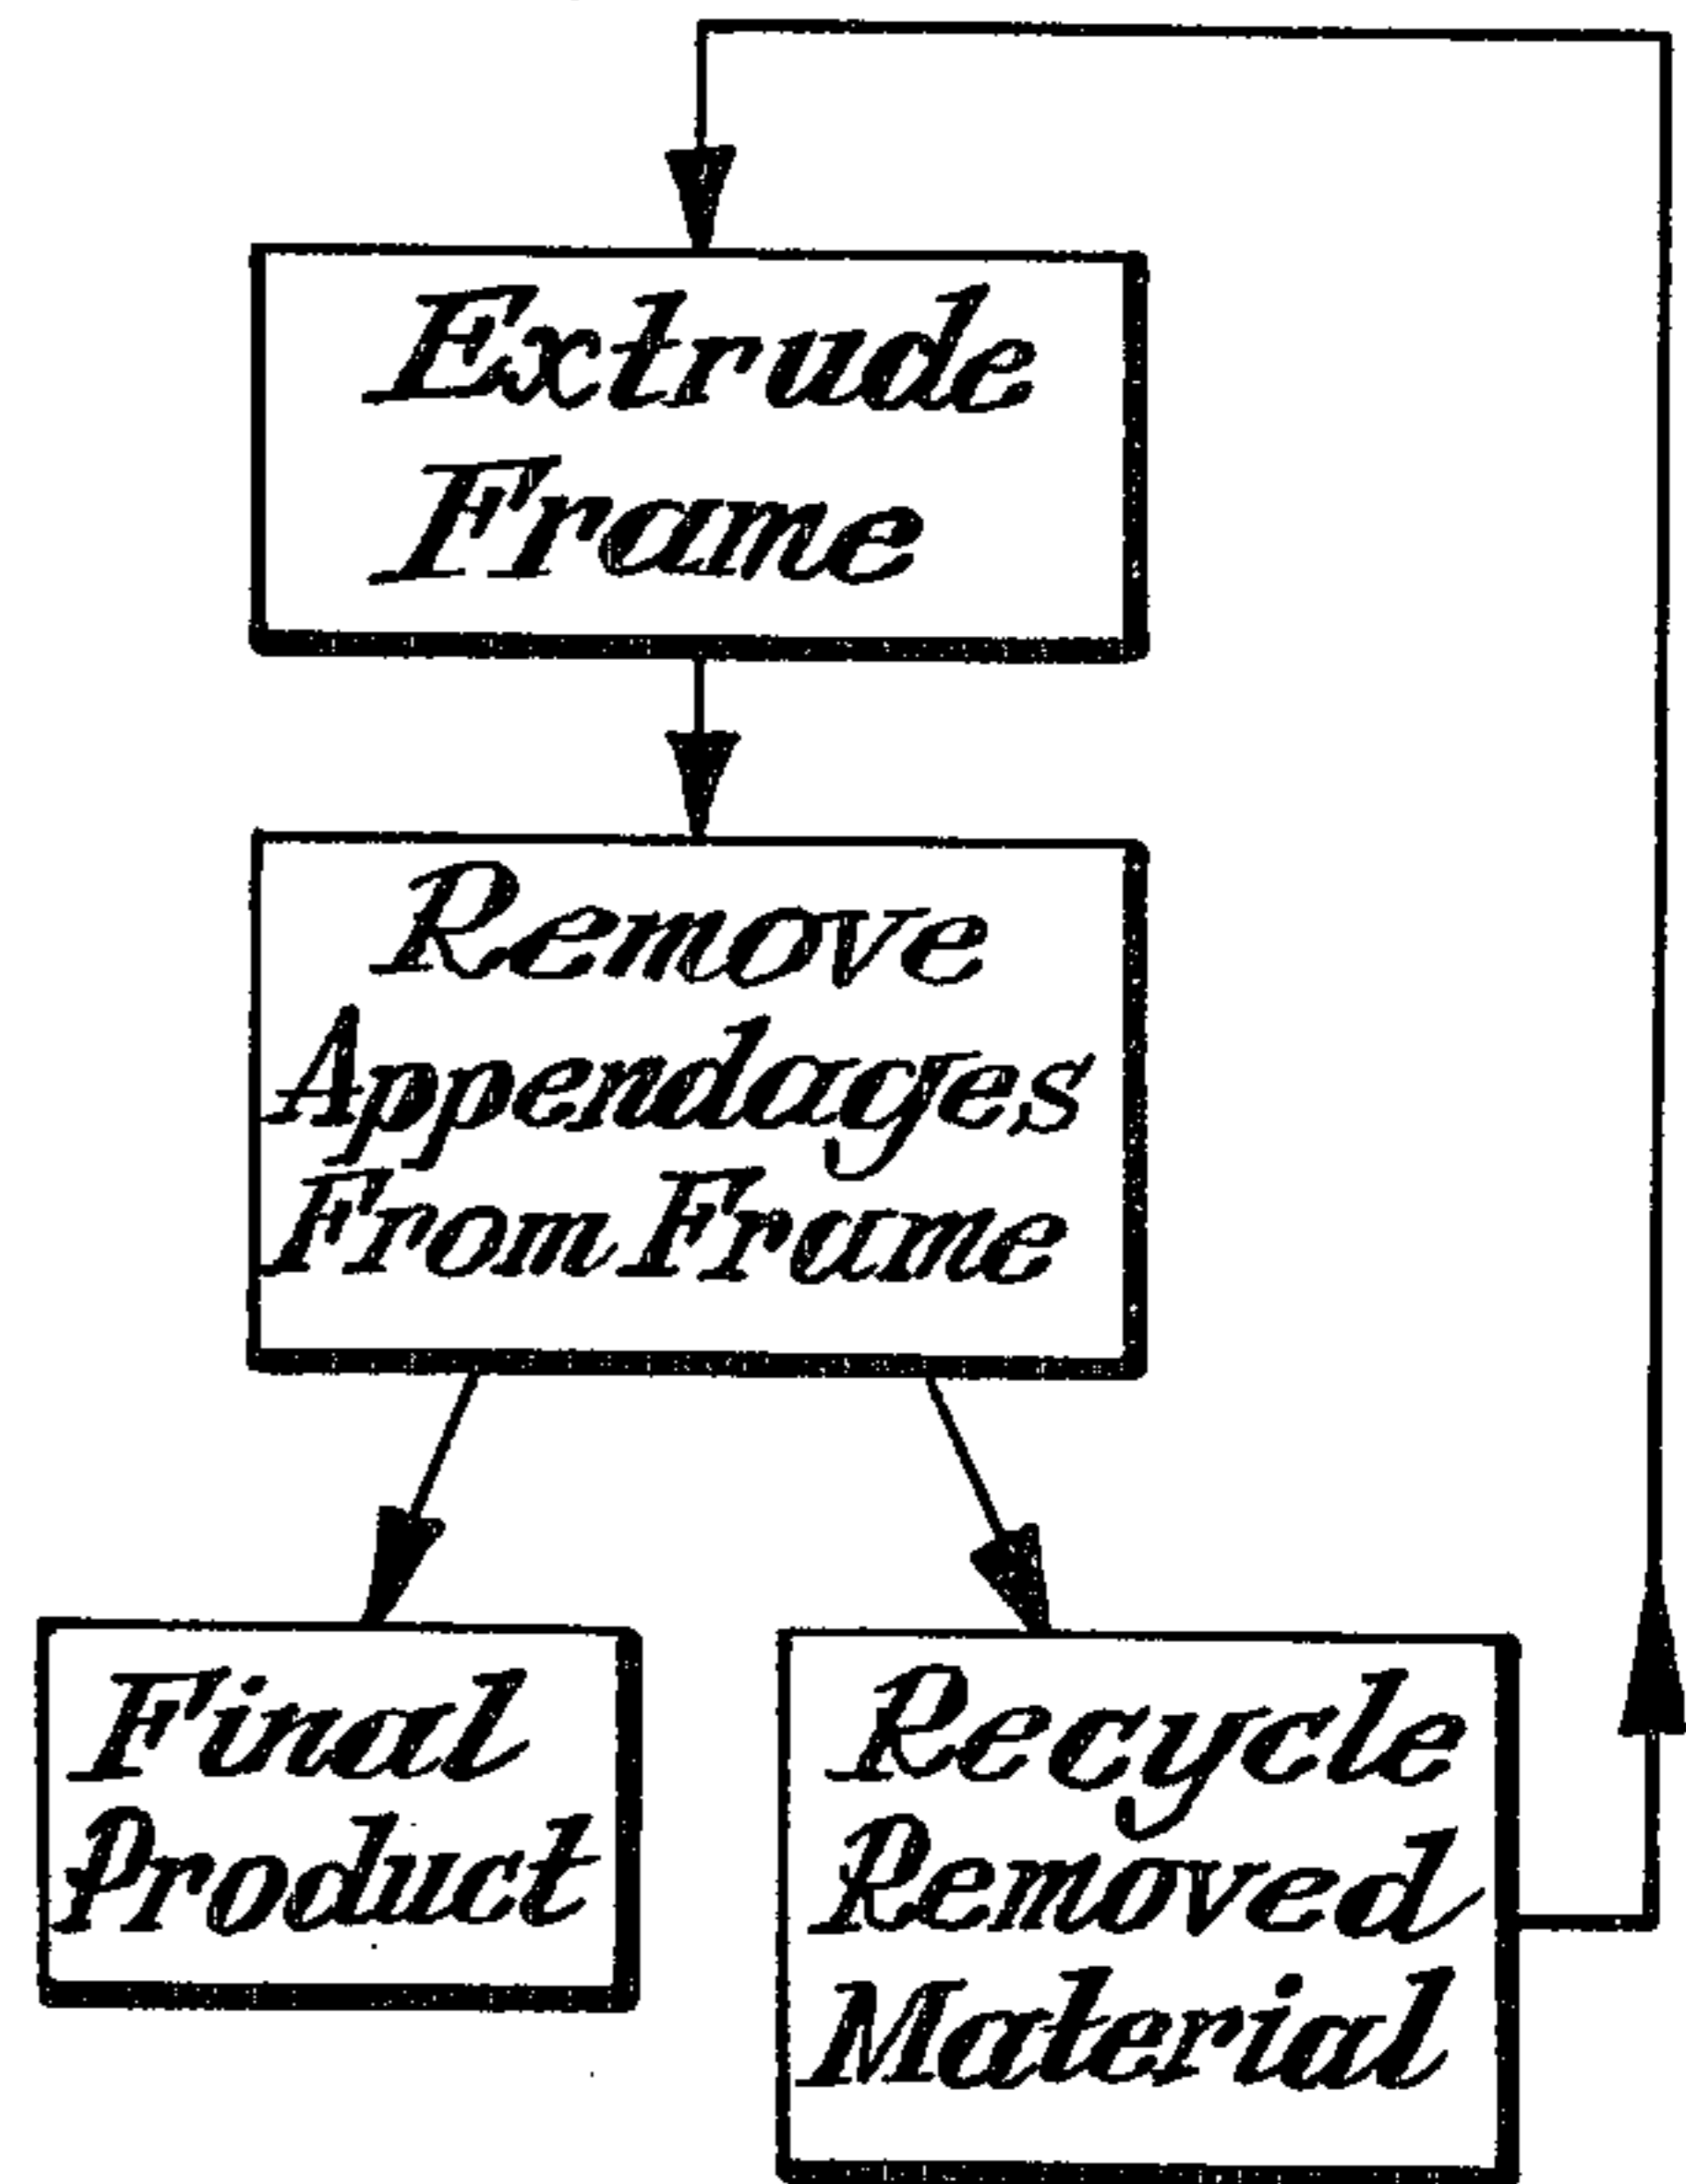 Extrude
Frame
Remove
Appendages
From Frame
Final
Product
Recycle
Removed
Material